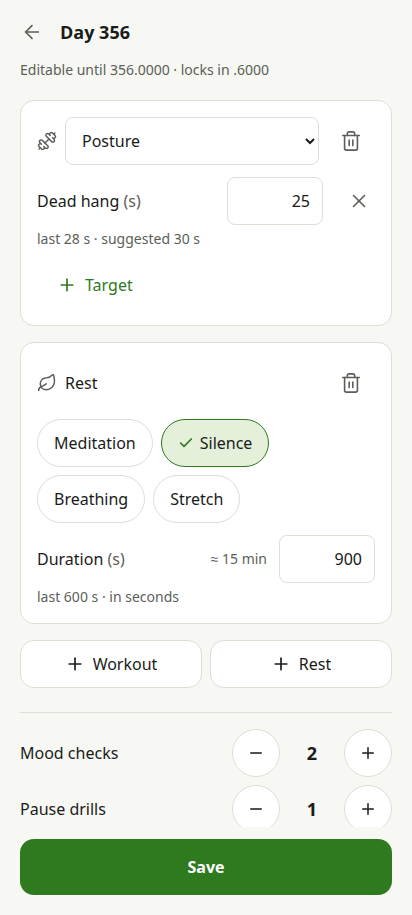 Day 356
Editable until 356.0000 · locks in .6000
Posture
Dead hang (s) 25
last 28 s · suggested 30 s
Target
Rest
Meditation Silence
Breathing Stretch
Duration (s) ≈ 15 min 900
last 600 s · in seconds
Workout Rest
Mood checks 2
Pause drills 1
Save